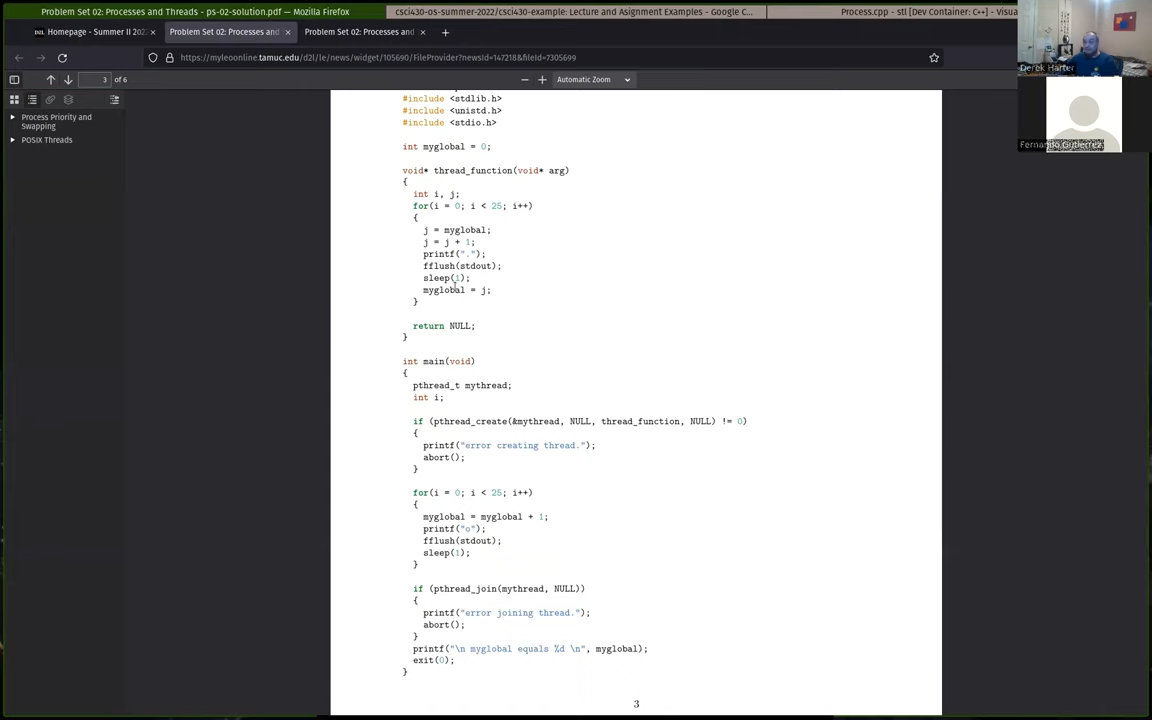 Problem Set 02: Processes and Threads - ps-02-solution.pdf — Mozilla Firefox
csci430-os-summer-2022/csci430-example: Lecture and Asignment Examples - Google C...
Process.cpp - stl [Dev Container: C++] - Visua
Homepage - Summer II 202
Problem Set 02: Processes and
Problem Set 02: Processes and
https://myleoonline.tamuc.edu/d2l/le/news/widget/105690/FileProvider?newsId=147218&fileId=7305699
3 of 6
Automatic Zoom
Process Priority and
Swapping
POSIX Threads
Derek Harter
Fernando Gutierrez
#include <stdlib.h>
#include <unistd.h>
#include <stdio.h>
int myglobal = 0;
void* thread_function(void* arg)
{
int i, j;
for(i = 0; i < 25; i++)
{
j = myglobal;
j = j + 1;
printf(".");
fflush(stdout);
sleep(1);
myglobal = j;
}
return NULL;
}
int main(void)
{
pthread_t mythread;
int i;
if (pthread_create(&mythread, NULL, thread_function, NULL) != 0)
{
printf("error creating thread.");
abort();
}
for(i = 0; i < 25; i++)
{
myglobal = myglobal + 1;
printf("o");
fflush(stdout);
sleep(1);
}
if (pthread_join(mythread, NULL))
{
printf("error joining thread.");
abort();
}
printf("\n myglobal equals %d \n", myglobal);
exit(0);
}
3